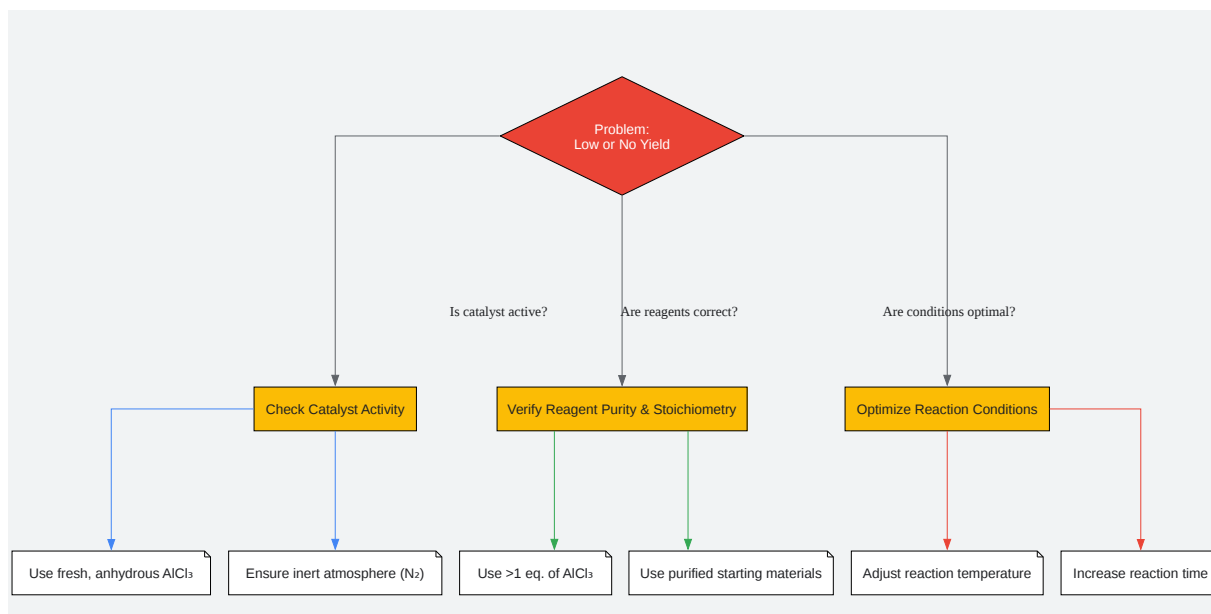 Problem:
Low or No Yield
Is catalyst active?
Are reagents correct?
Are conditions optimal?
Check Catalyst Activity
Verify Reagent Purity & Stoichiometry
Optimize Reaction Conditions
Use fresh, anhydrous AlCl₃
Ensure inert atmosphere (N₂)
Use >1 eq. of AlCl₃
Use purified starting materials
Adjust reaction temperature
Increase reaction time